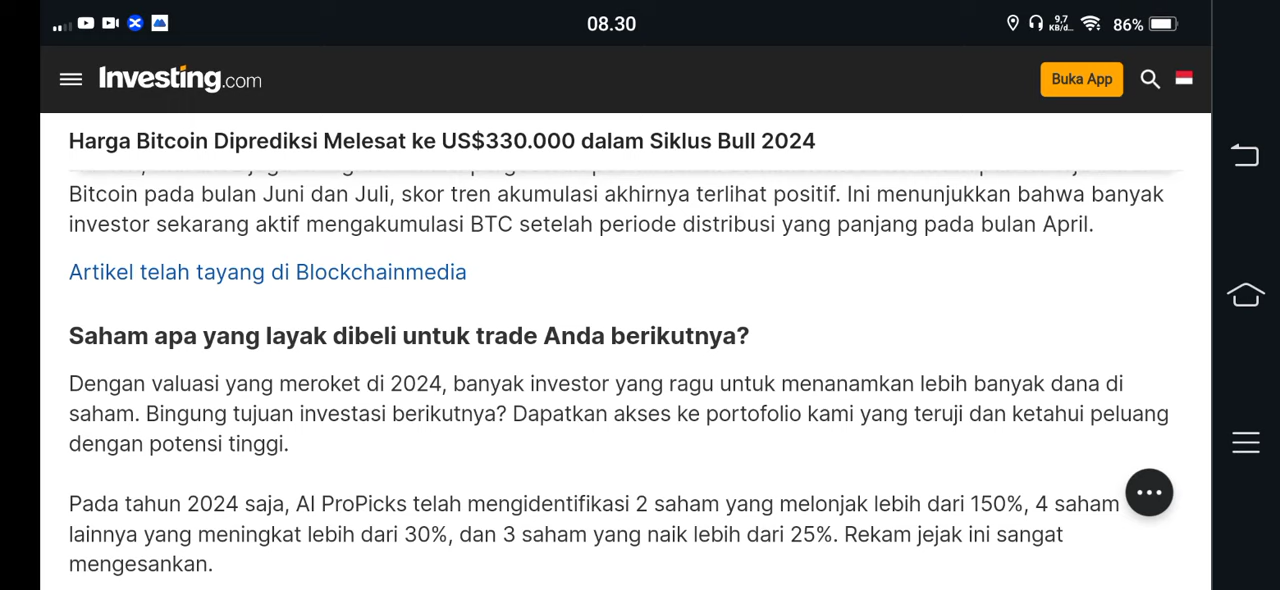 08.30
9,7
KB/d...
86%
Investing.com
Buka App
Harga Bitcoin Diprediksi Melesat ke US$330.000 dalam Siklus Bull 2024
Bitcoin pada bulan Juni dan Juli, skor tren akumulasi akhirnya terlihat positif. Ini menunjukkan bahwa banyak
investor sekarang aktif mengakumulasi BTC setelah periode distribusi yang panjang pada bulan April.
Artikel telah tayang di Blockchainmedia
Saham apa yang layak dibeli untuk trade Anda berikutnya?
Dengan valuasi yang meroket di 2024, banyak investor yang ragu untuk menanamkan lebih banyak dana di
saham. Bingung tujuan investasi berikutnya? Dapatkan akses ke portofolio kami yang teruji dan ketahui peluang
dengan potensi tinggi.
Pada tahun 2024 saja, AI ProPicks telah mengidentifikasi 2 saham yang melonjak lebih dari 150%, 4 saham
lainnya yang meningkat lebih dari 30%, dan 3 saham yang naik lebih dari 25%. Rekam jejak ini sangat
mengesankan.